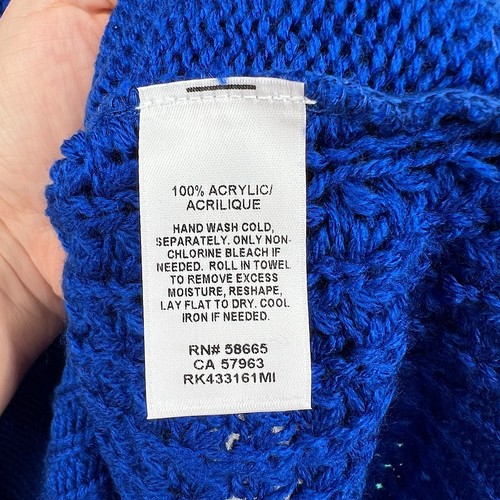 100% ACRYLIC/
ACRILIQUE
HAND WASH COLD,
SEPARATELY. ONLY NON-
CHLORINE BLEACH IF
NEEDED. ROLL IN TOWEL
TO REMOVE EXCESS
MOISTURE, RESHAPE,
LAY FLAT TO DRY. COOL
IRON IF NEEDED.
RN# 58665
CA 57963
RK433161MI